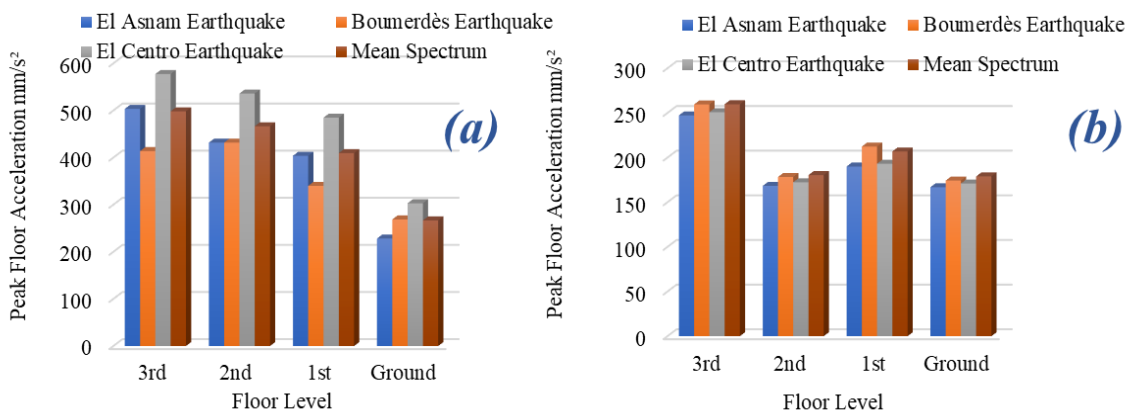 El Asnam Earthquake Boumerdès Earthquake
El Centro Earthquake Mean Spectrum
Peak Floor Acceleration mm/s²
600
500
400
300
200
100
0
(a)
3rd 2nd 1st Ground
Floor Level
El Asnam Earthquake Boumerdès Earthquake
El Centro Earthquake Mean Spectrum
Peak Floor Acceleration mm/s²
300
250
200
150
100
50
0
(b)
3rd 2nd 1st Ground
Floor Level